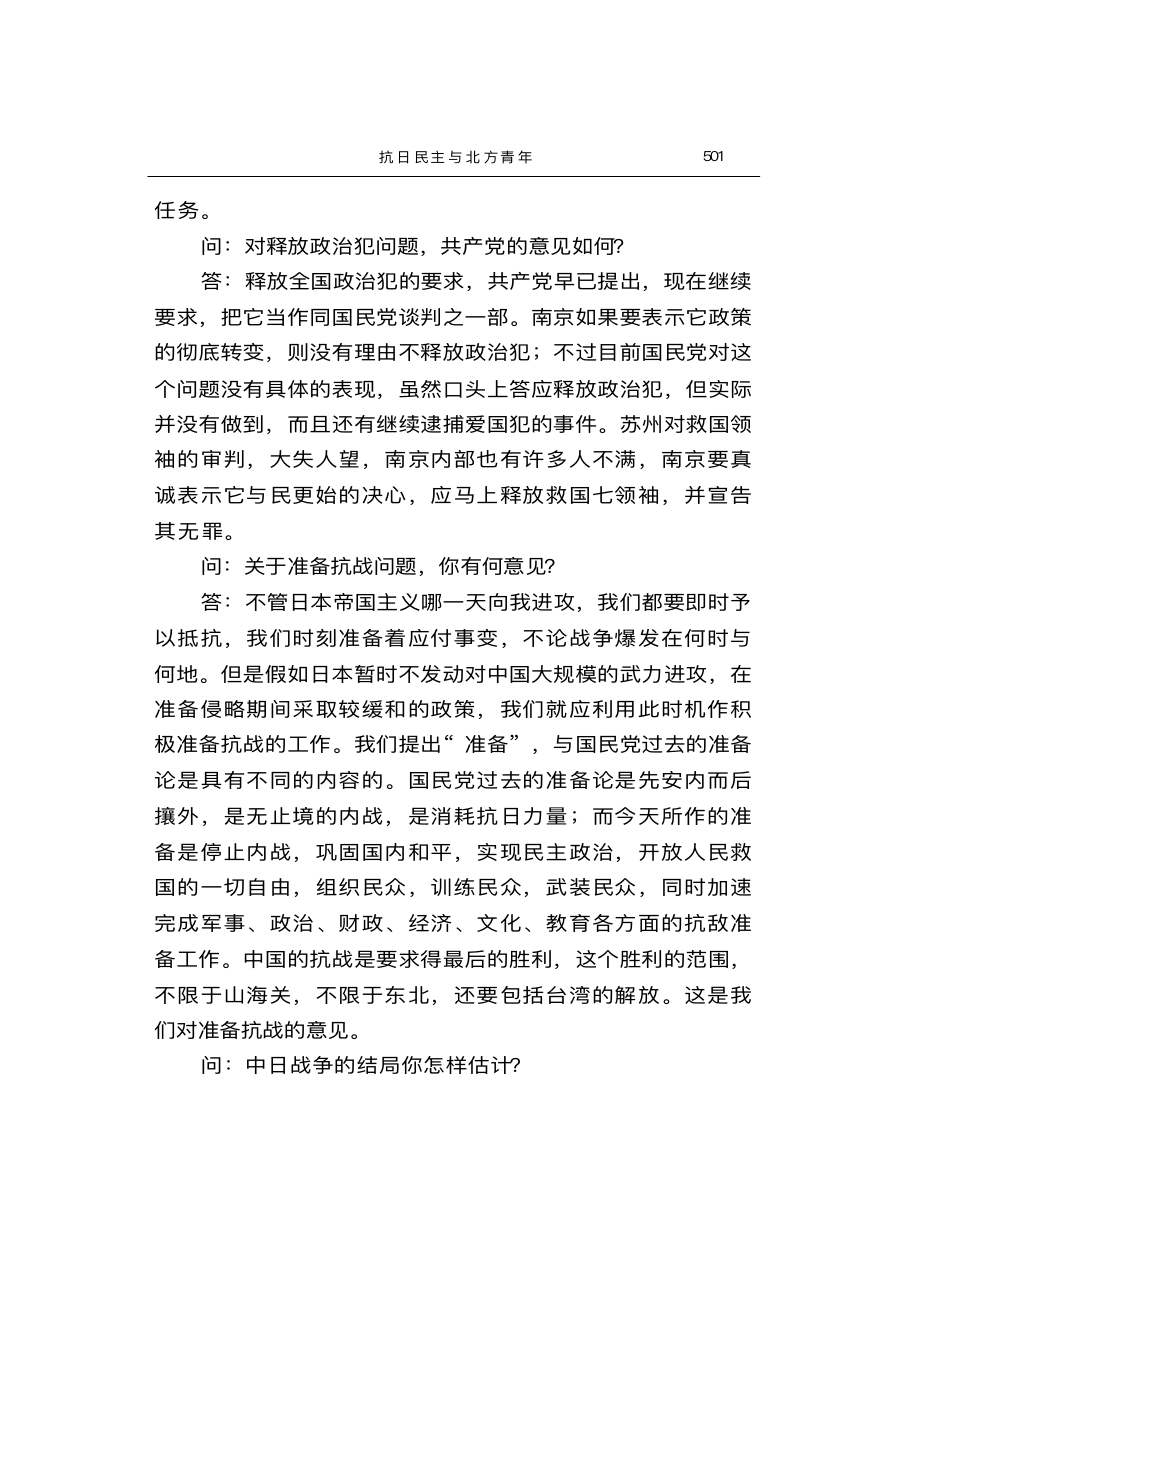 抗日民主与北方青年 501
任务。
问：对释放政治犯问题，共产党的意见如何?
答：释放全国政治犯的要求，共产党早已提出，现在继续
要求，把它当作同国民党谈判之一部。南京如果要表示它政策
的彻底转变，则没有理由不释放政治犯；不过目前国民党对这
个问题没有具体的表现，虽然口头上答应释放政治犯，但实际
并没有做到，而且还有继续逮捕爱国犯的事件。苏州对救国领
袖的审判，大失人望，南京内部也有许多人不满，南京要真
诚表示它与民更始的决心，应马上释放救国七领袖，并宣告
其无罪。
问：关于准备抗战问题，你有何意见?
答：不管日本帝国主义哪一天向我进攻，我们都要即时予
以抵抗，我们时刻准备着应付事变，不论战争爆发在何时与
何地。但是假如日本暂时不发动对中国大规模的武力进攻，在
准备侵略期间采取较缓和的政策，我们就应利用此时机作积
极准备抗战的工作。我们提出“准备”，与国民党过去的准备
论是具有不同的内容的。国民党过去的准备论是先安内而后
攘外，是无止境的内战，是消耗抗日力量；而今天所作的准
备是停止内战，巩固国内和平，实现民主政治，开放人民救
国的一切自由，组织民众，训练民众，武装民众，同时加速
完成军事、政治、财政、经济、文化、教育各方面的抗敌准
备工作。中国的抗战是要求得最后的胜利，这个胜利的范围，
不限于山海关，不限于东北，还要包括台湾的解放。这是我
们对准备抗战的意见。
问：中日战争的结局你怎样估计?